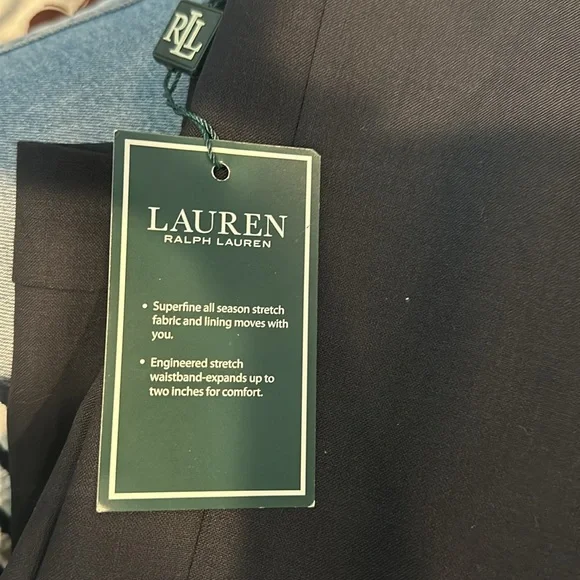 RLL
LAUREN
RALPH LAUREN
• Superfine all season stretch
fabric and lining moves with
you.
• Engineered stretch
waistband-expands up to
two inches for comfort.